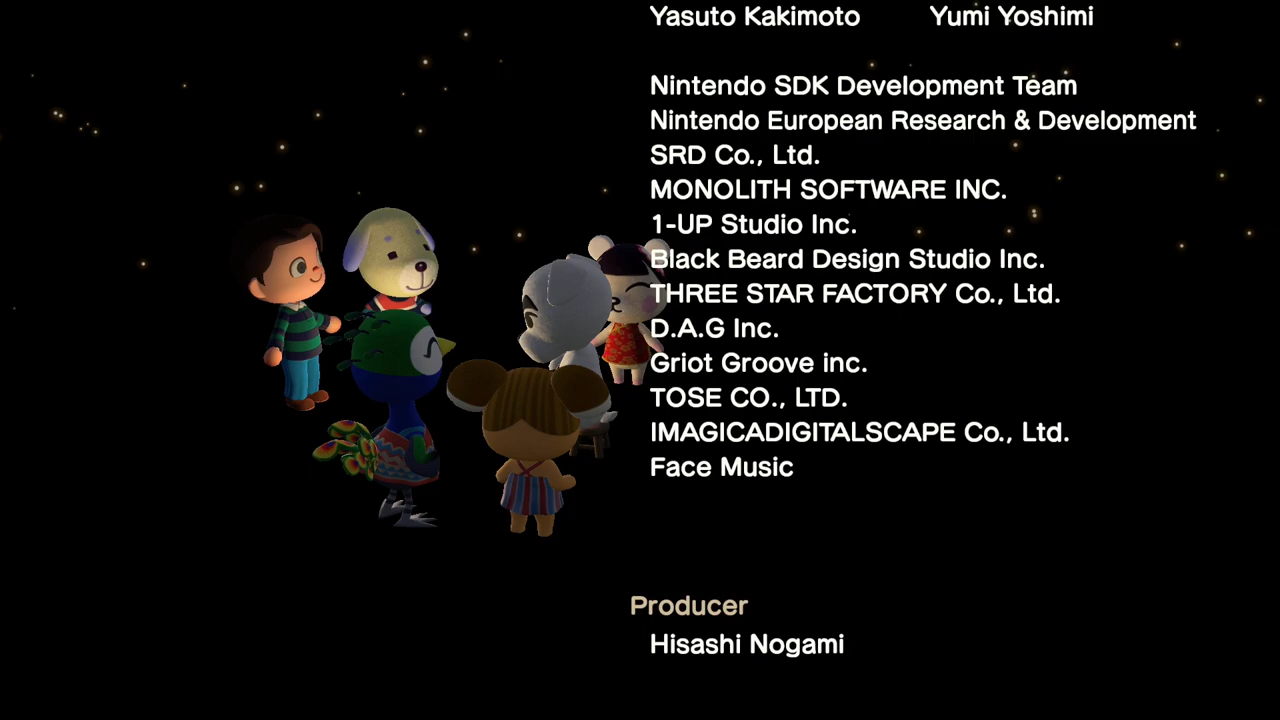 Yasuto Kakimoto Yumi Yoshimi
Nintendo SDK Development Team
Nintendo European Research & Development
SRD Co., Ltd.
MONOLITH SOFTWARE INC.
1-UP Studio Inc.
Black Beard Design Studio Inc.
THREE STAR FACTORY Co., Ltd.
D.A.G Inc.
Griot Groove inc.
TOSE CO., LTD.
IMAGICADIGITALSCAPE Co., Ltd.
Face Music
Producer
Hisashi Nogami